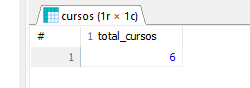 cursos (1r × 1c)
# 1 total_cursos
1 6